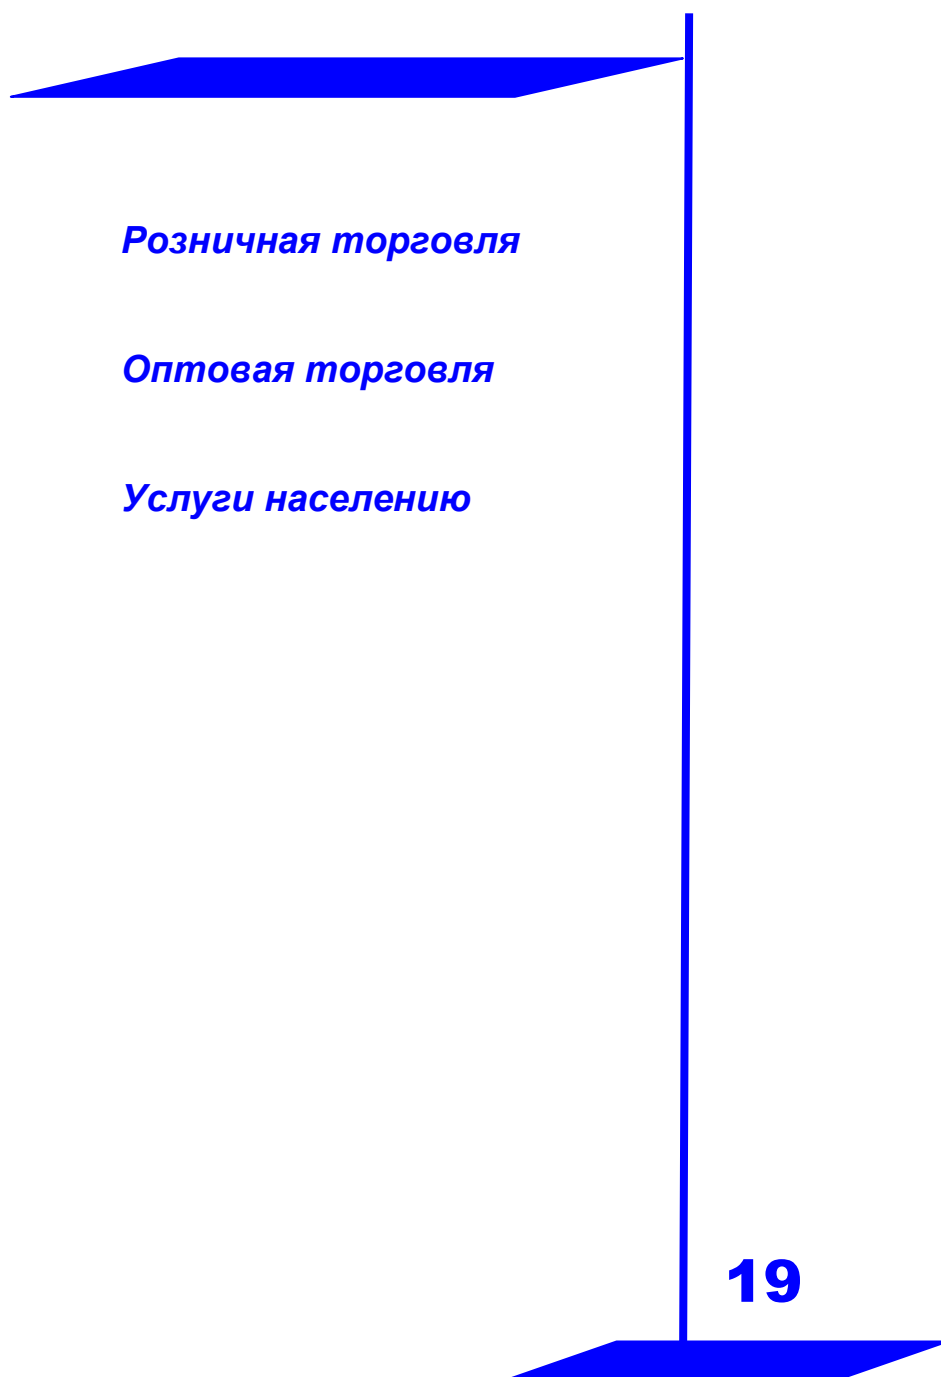 Розничная торговля
Оптовая торговля
Услуги населению
19